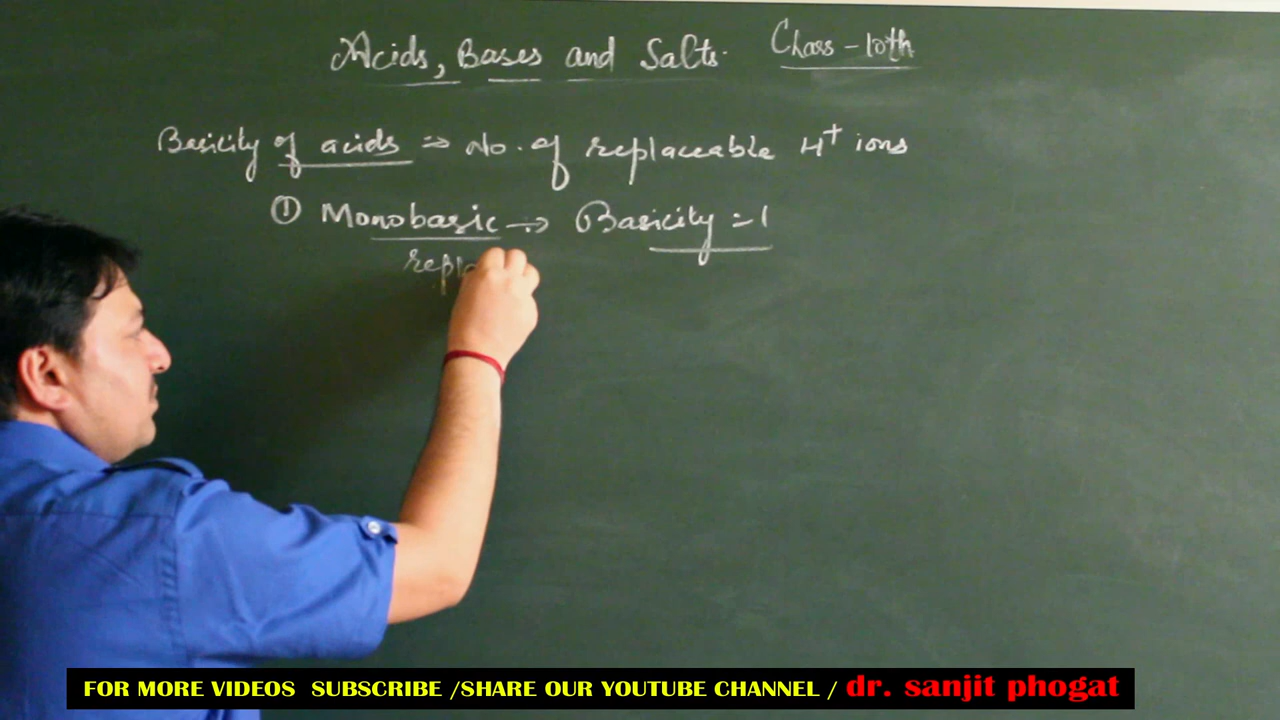 Acids, Bases and Salts. Class-10th
Basicity of acids ⇒ No. of replaceable H⁺ ions
① Monobasic → Basicity = 1
repla
FOR MORE VIDEOS SUBSCRIBE /SHARE OUR YOUTUBE CHANNEL / dr. sanjit phogat